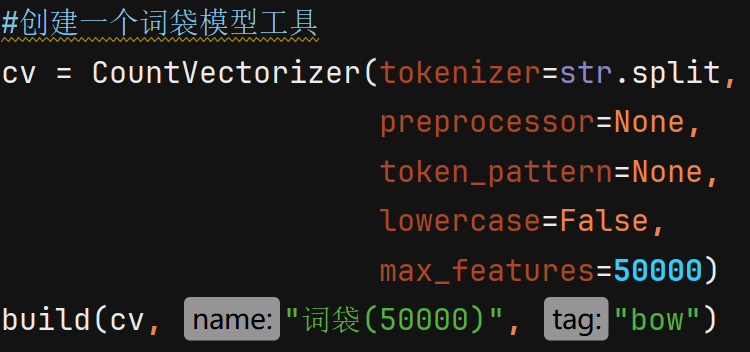 #创建一个词袋模型工具
cv = CountVectorizer(tokenizer=str.split,
preprocessor=None,
token_pattern=None,
lowercase=False,
max_features=50000)
build(cv, name: "词袋(50000)", tag: "bow")